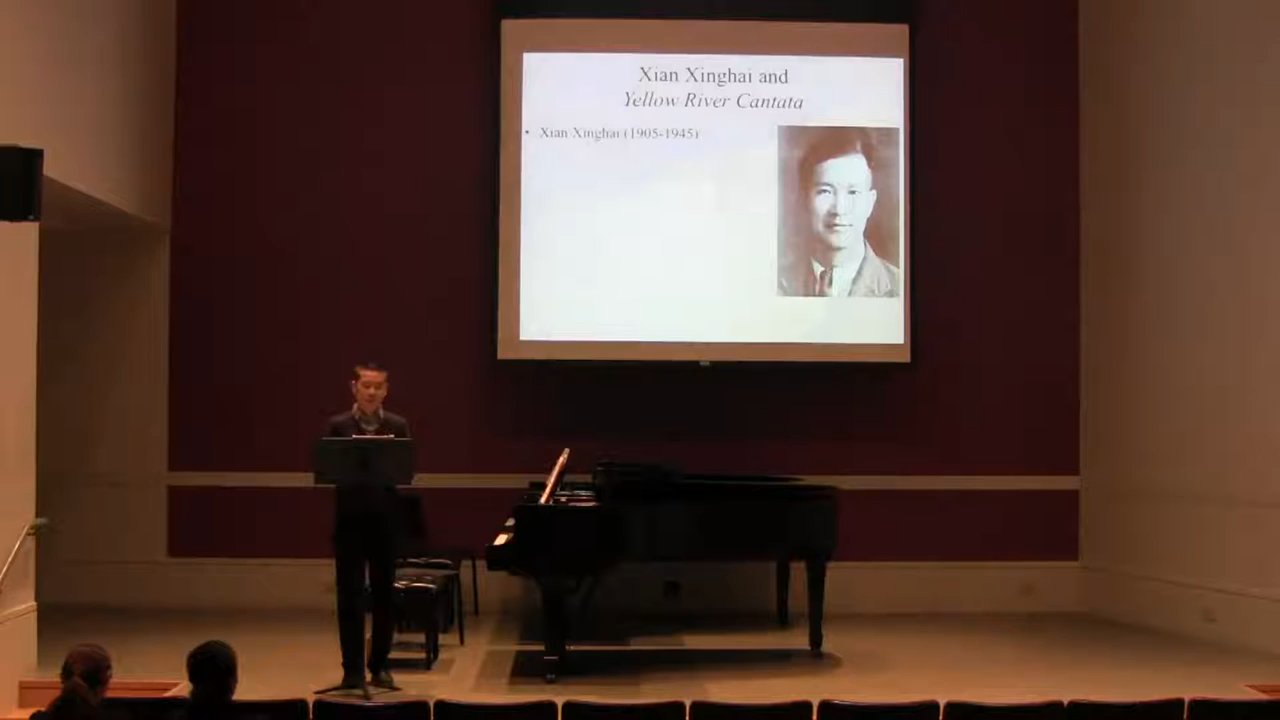 Xian Xinghai and
Yellow River Cantata
• Xian Xinghai (1905-1945)